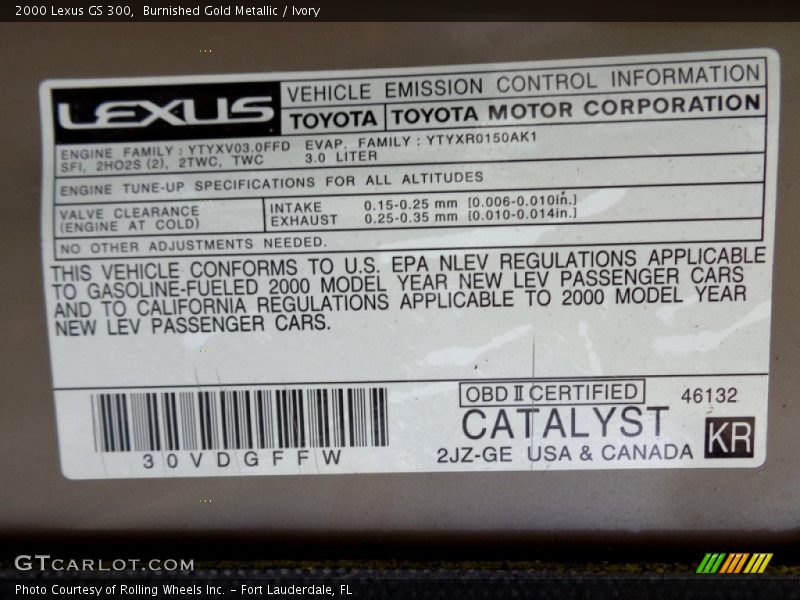 2000 Lexus GS 300,  Burnished Gold Metallic / Ivory
LEXUS
VEHICLE EMISSION CONTROL INFORMATION
TOYOTA TOYOTA MOTOR CORPORATION
ENGINE FAMILY : YTYXV03.0FFD EVAP. FAMILY : YTYXR0150AK1
SFI, 2HO2S (2), 2TWC, TWC 3.0 LITER
ENGINE TUNE-UP SPECIFICATIONS FOR ALL ALTITUDES
VALVE CLEARANCE INTAKE 0.15-0.25 mm [0.006-0.010in.]
(ENGINE AT COLD) EXHAUST 0.25-0.35 mm [0.010-0.014in.]
NO OTHER ADJUSTMENTS NEEDED.
THIS VEHICLE CONFORMS TO U.S. EPA NLEV REGULATIONS APPLICABLE
TO GASOLINE-FUELED 2000 MODEL YEAR NEW LEV PASSENGER CARS
AND TO CALIFORNIA REGULATIONS APPLICABLE TO 2000 MODEL YEAR
NEW LEV PASSENGER CARS.
OBD II CERTIFIED 46132
CATALYST KR
30VDGFFW 2JZ-GE USA & CANADA
GTCARLOT.COM
Photo Courtesy of Rolling Wheels Inc. – Fort Lauderdale, FL